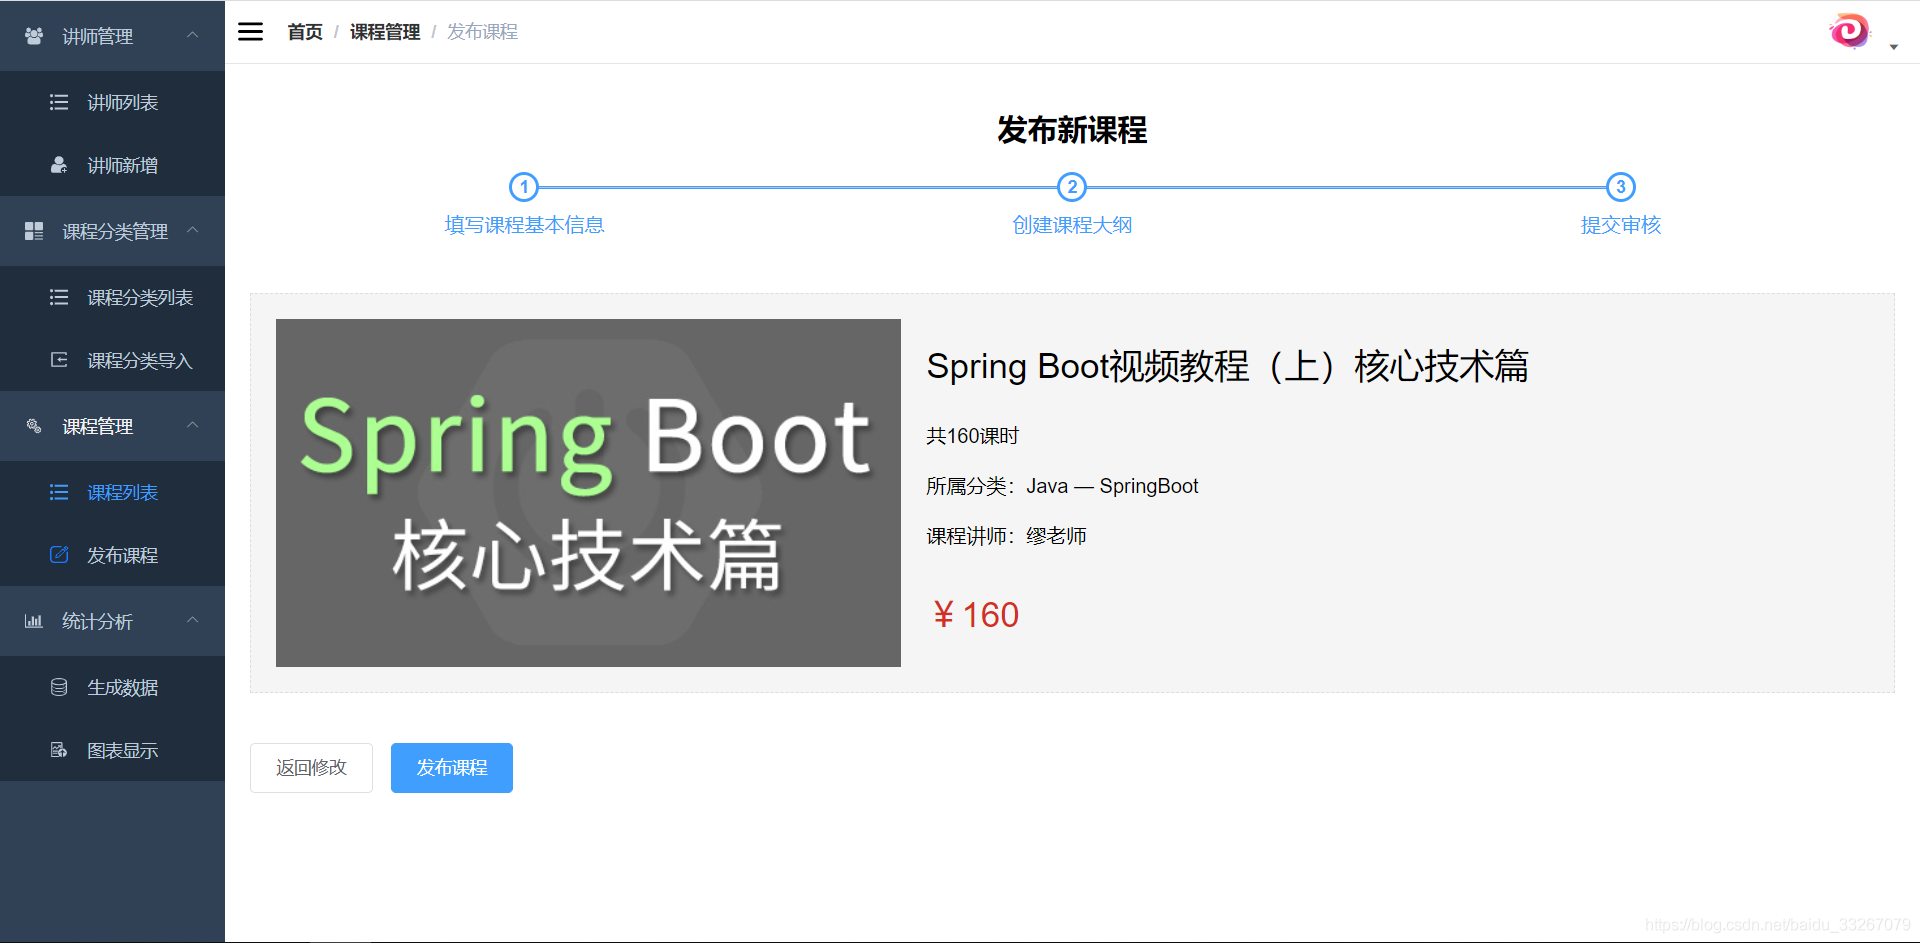 讲师管理
讲师列表
讲师新增
课程分类管理
课程分类列表
课程分类导入
课程管理
课程列表
发布课程
统计分析
生成数据
图表显示
首页 / 课程管理 / 发布课程
发布新课程
1 2 3
填写课程基本信息 创建课程大纲 提交审核
Spring Boot
核心技术篇
Spring Boot视频教程（上）核心技术篇
共160课时
所属分类：Java — SpringBoot
课程讲师：缪老师
￥160
返回修改 发布课程
https://blog.csdn.net/baidu_33267079